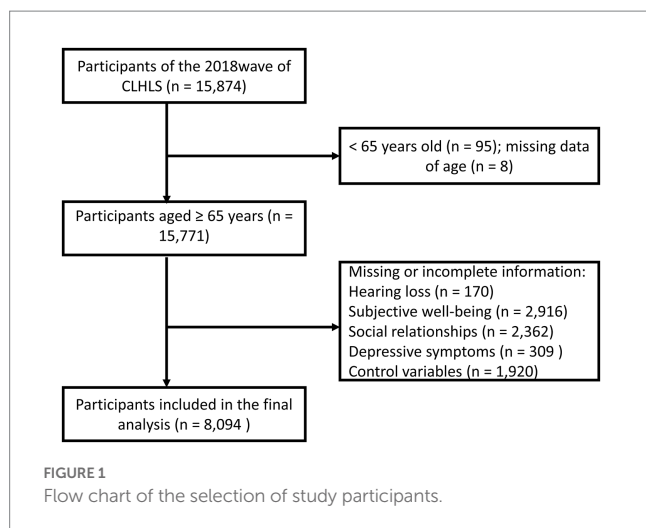 Participants of the 2018wave of
CLHLS (n = 15,874)
< 65 years old (n = 95); missing data
of age (n = 8)
Participants aged ≥ 65 years (n =
15,771)
Missing or incomplete information:
Hearing loss (n = 170)
Subjective well-being (n = 2,916)
Social relationships (n = 2,362)
Depressive symptoms (n = 309 )
Control variables (n = 1,920)
Participants included in the final
analysis (n = 8,094 )
FIGURE 1
Flow chart of the selection of study participants.